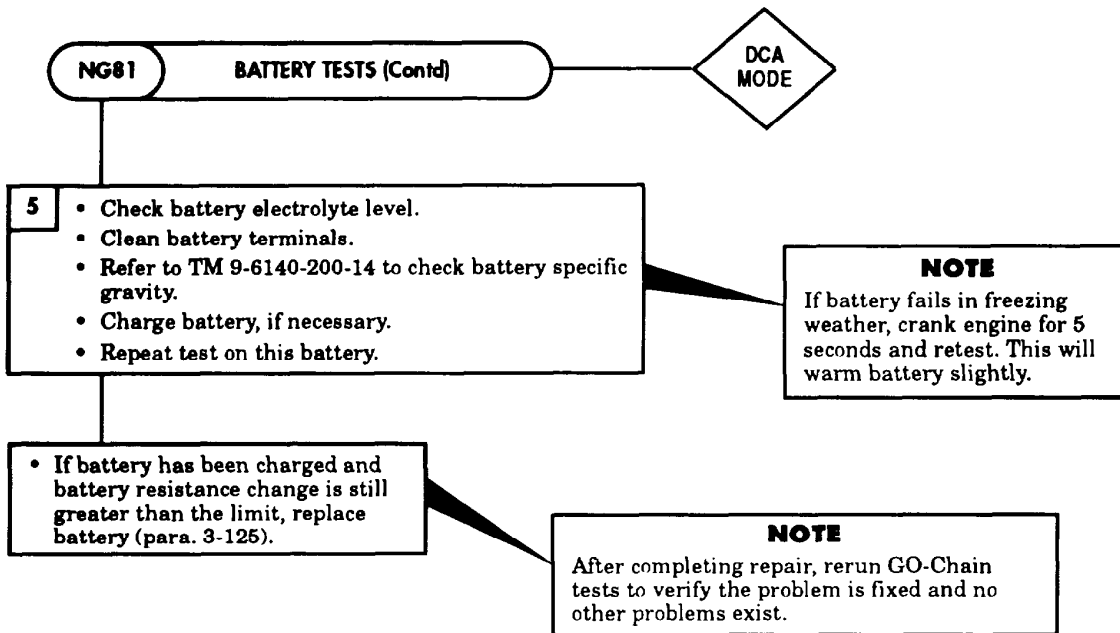 NG81
BATTERY TESTS (Contd)
DCA
MODE
5
• Check battery electrolyte level.
• Clean battery terminals.
• Refer to TM 9-6140-200-14 to check battery specific
gravity.
• Charge battery, if necessary.
• Repeat test on this battery.
NOTE
If battery fails in freezing
weather, crank engine for 5
seconds and retest. This will
warm battery slightly.
• If battery has been charged and
battery resistance change is still
greater than the limit, replace
battery (para. 3-125).
NOTE
After completing repair, rerun GO-Chain
tests to verify the problem is fixed and no
other problems exist.